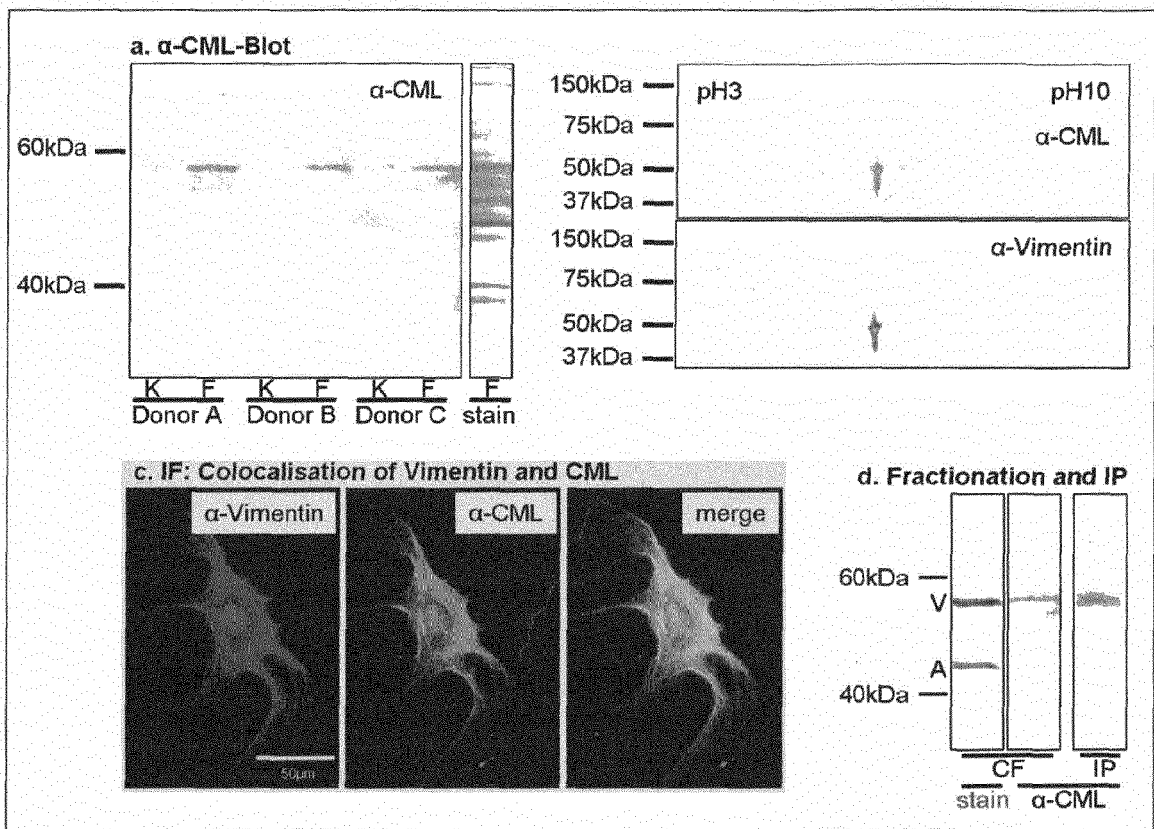 a. α-CML-Blot
α-CML
60kDa
40kDa
K F K F K F F
Donor A Donor B Donor C stain
150kDa
75kDa
50kDa
37kDa
pH3 pH10
α-CML
150kDa
75kDa
50kDa
37kDa
α-Vimentin
c. IF: Colocalisation of Vimentin and CML
α-Vimentin
α-CML
merge
50µm
d. Fractionation and IP
60kDa
V
A
40kDa
CF IP
stain α-CML